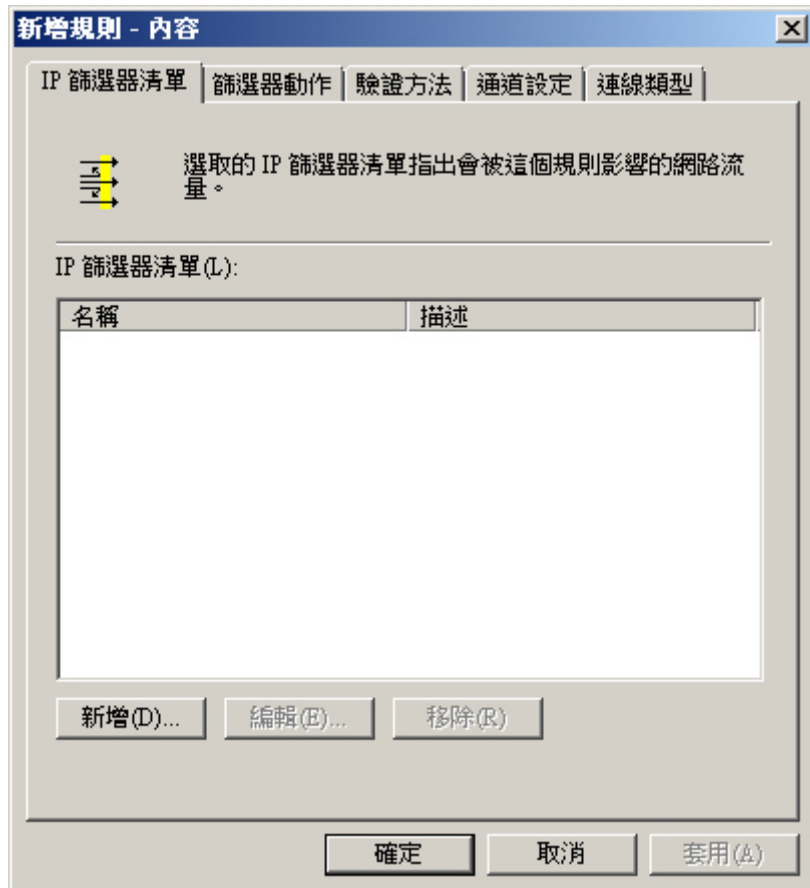 新增規則 - 內容
IP 篩選器清單 篩選器動作 驗證方法 通道設定 連線類型
選取的 IP 篩選器清單指出會被這個規則影響的網路流
量。
IP 篩選器清單(L):
名稱 描述
新增(D)... 編輯(E)... 移除(R)
確定 取消 套用(A)